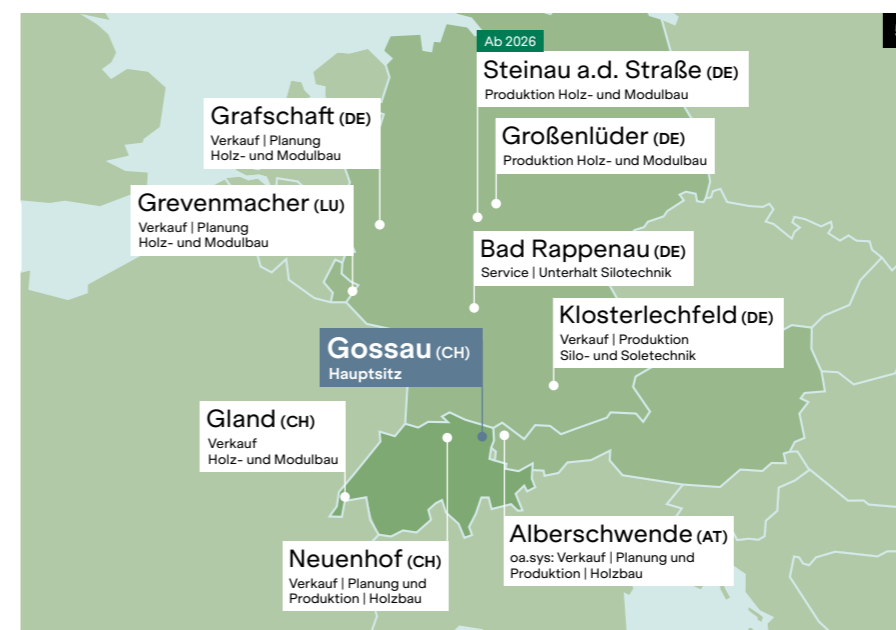 Ab 2026
Steinau a.d. Straße (DE)
Produktion Holz- und Modulbau
Grafschaft (DE)
Verkauf | Planung
Holz- und Modulbau
Großenlüder (DE)
Produktion Holz- und Modulbau
Grevenmacher (LU)
Verkauf | Planung
Holz- und Modulbau
Bad Rappenau (DE)
Service | Unterhalt Silotechnik
Klosterlechfeld (DE)
Verkauf | Produktion
Silo- und Soletechnik
Gossau (CH)
Hauptsitz
Gland (CH)
Verkauf
Holz- und Modulbau
Alberschwende (AT)
oa.sys: Verkauf | Planung und
Produktion | Holzbau
Neuenhof (CH)
Verkauf | Planung und
Produktion | Holzbau